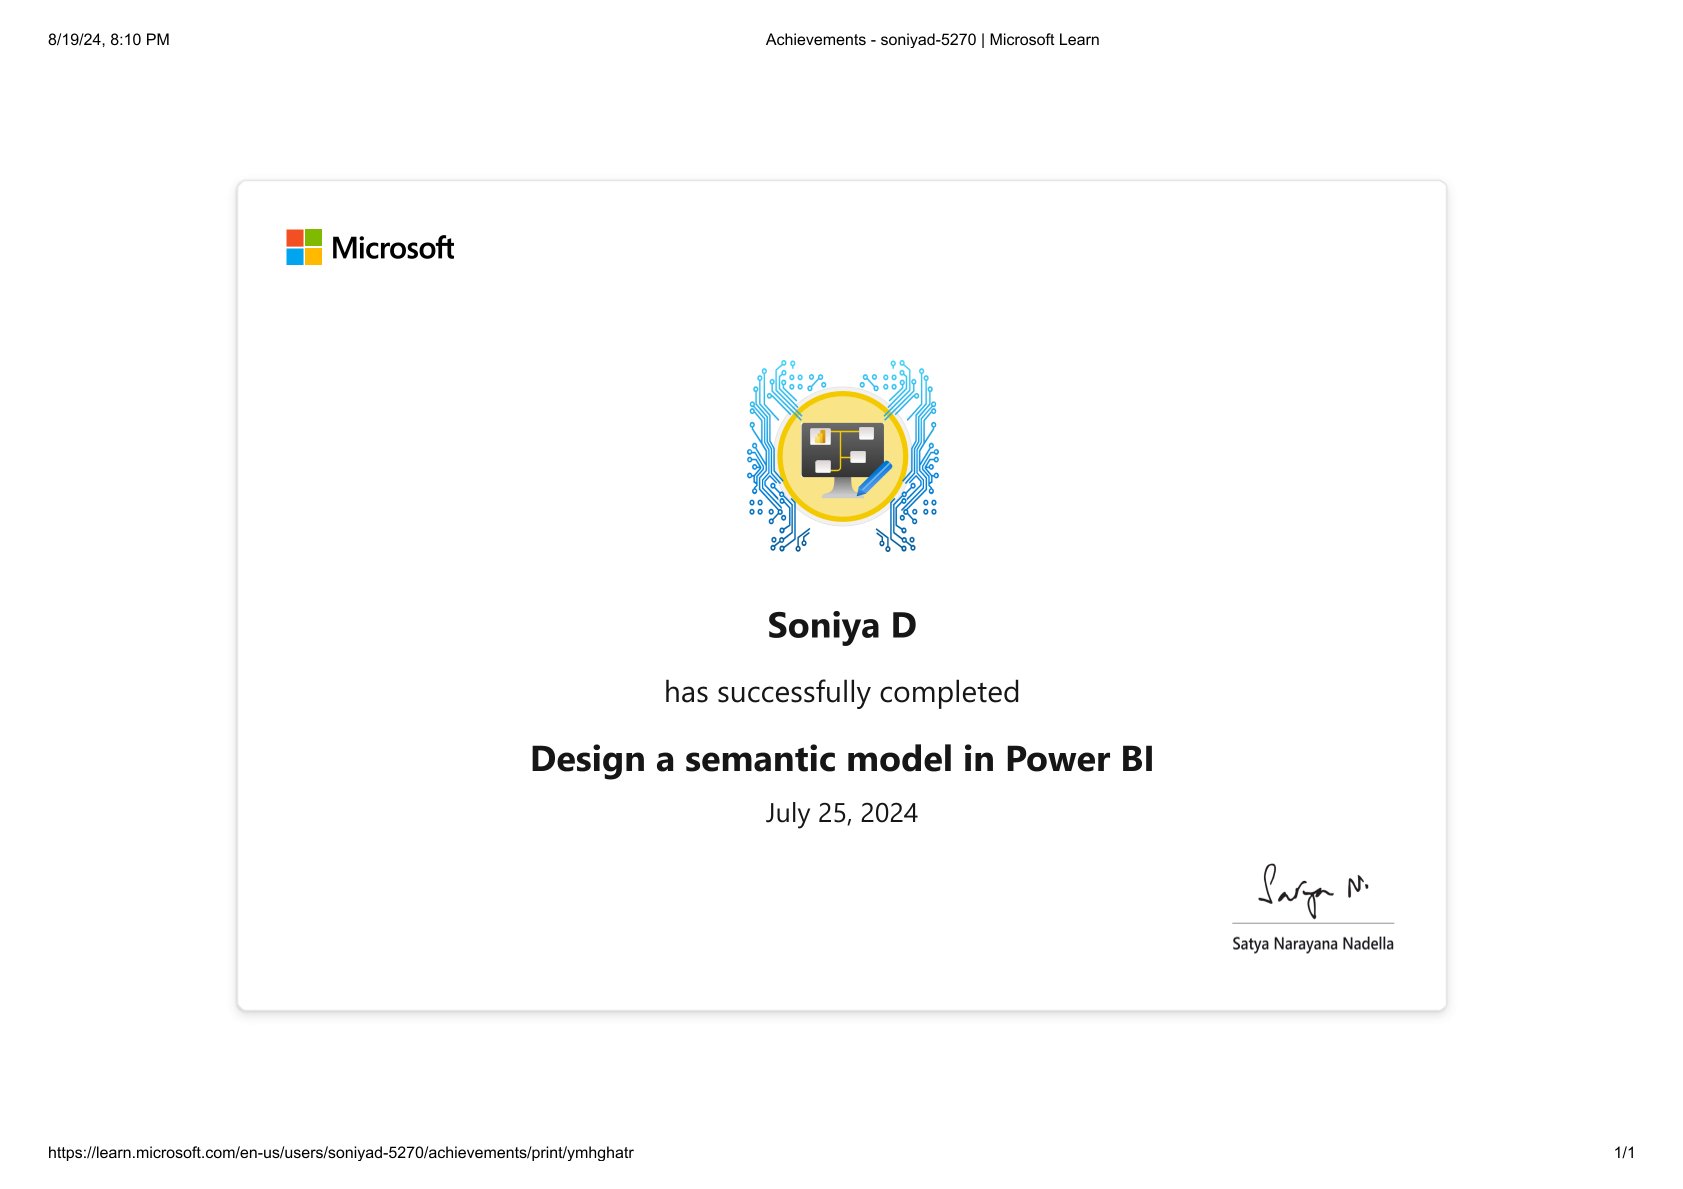 8/19/24, 8:10 PM
Achievements - soniyad-5270 | Microsoft Learn
Microsoft
Soniya D
has successfully completed
Design a semantic model in Power BI
July 25, 2024
Satya N.
Satya Narayana Nadella
https://learn.microsoft.com/en-us/users/soniyad-5270/achievements/print/ymhghatr
1/1